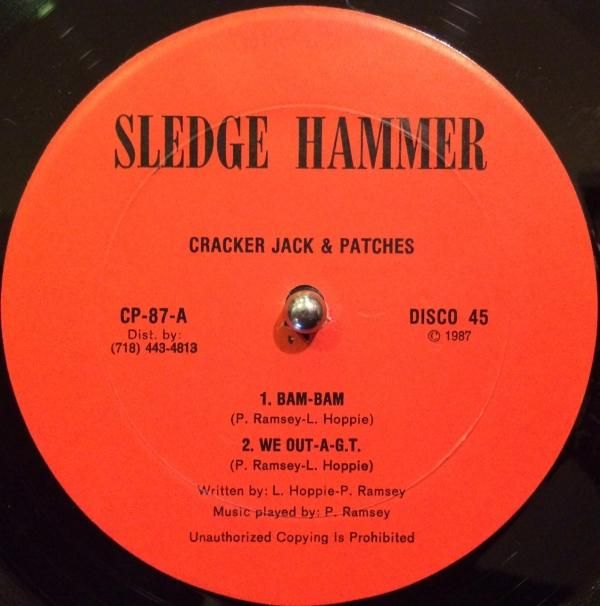 SLEDGE HAMMER
CRACKER JACK & PATCHES
CP-87-A
Dist. by:
(718) 443-4813
DISCO 45
© 1987
1. BAM-BAM
(P. Ramsey-L. Hoppie)
2. WE OUT-A-G.T.
(P. Ramsey-L. Hoppie)
Written by: L. Hoppie-P. Ramsey
Music played by: P. Ramsey
Unauthorized Copying Is Prohibited